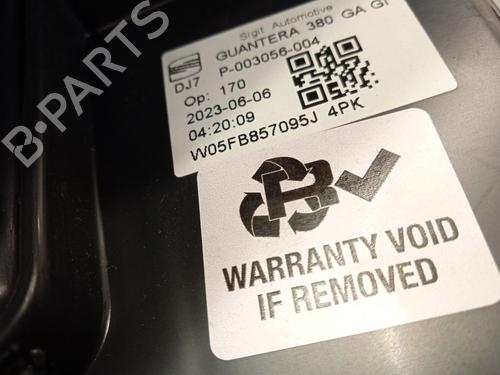 Sigit Automotive
GUANTERA 380 GA GI
DJ7
P-003056-004
Op: 170
2023-06-06
04:20:09
W05FB857095J 4PK
B
WARRANTY VOID
IF REMOVED
B-PARTS